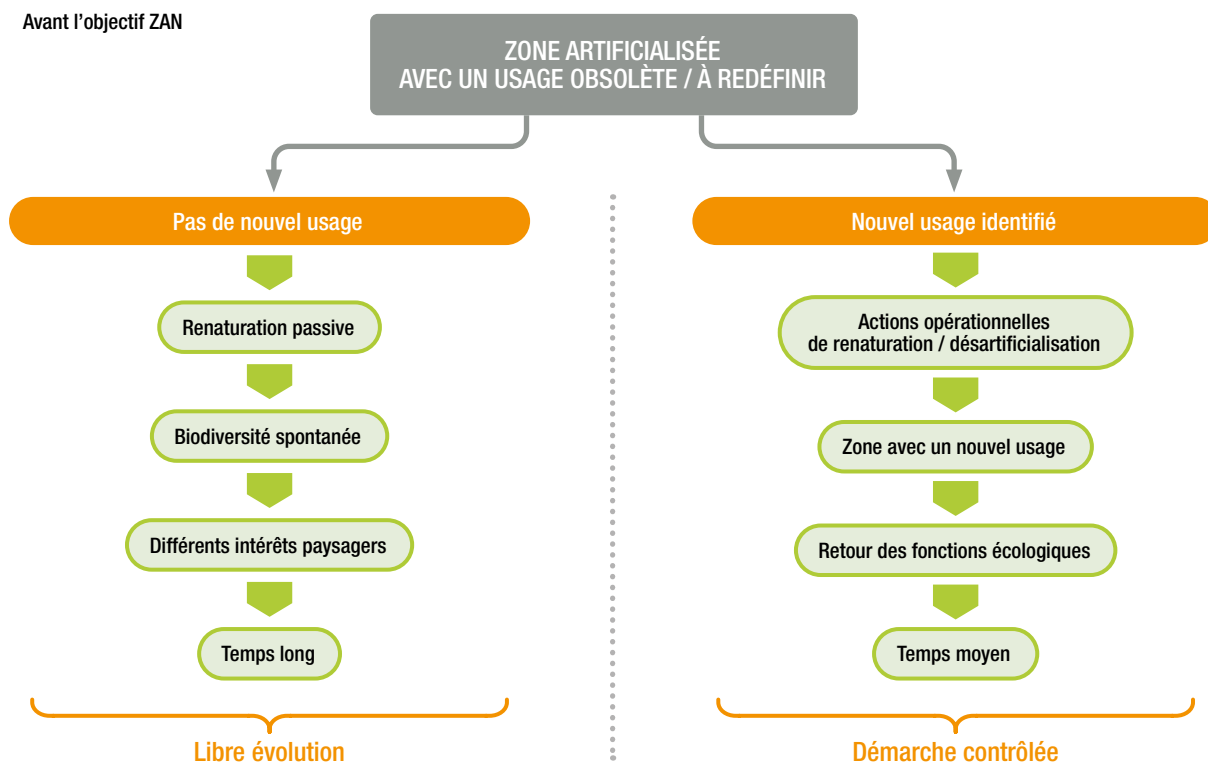 Avant l'objectif ZAN
ZONE ARTIFICIALISÉE
AVEC UN USAGE OBSOLÈTE / À REDÉFINIR
Pas de nouvel usage
Renaturation passive
Biodiversité spontanée
Différents intérêts paysagers
Temps long
Libre évolution
Nouvel usage identifié
Actions opérationnelles
de renaturation / désartificialisation
Zone avec un nouvel usage
Retour des fonctions écologiques
Temps moyen
Démarche contrôlée